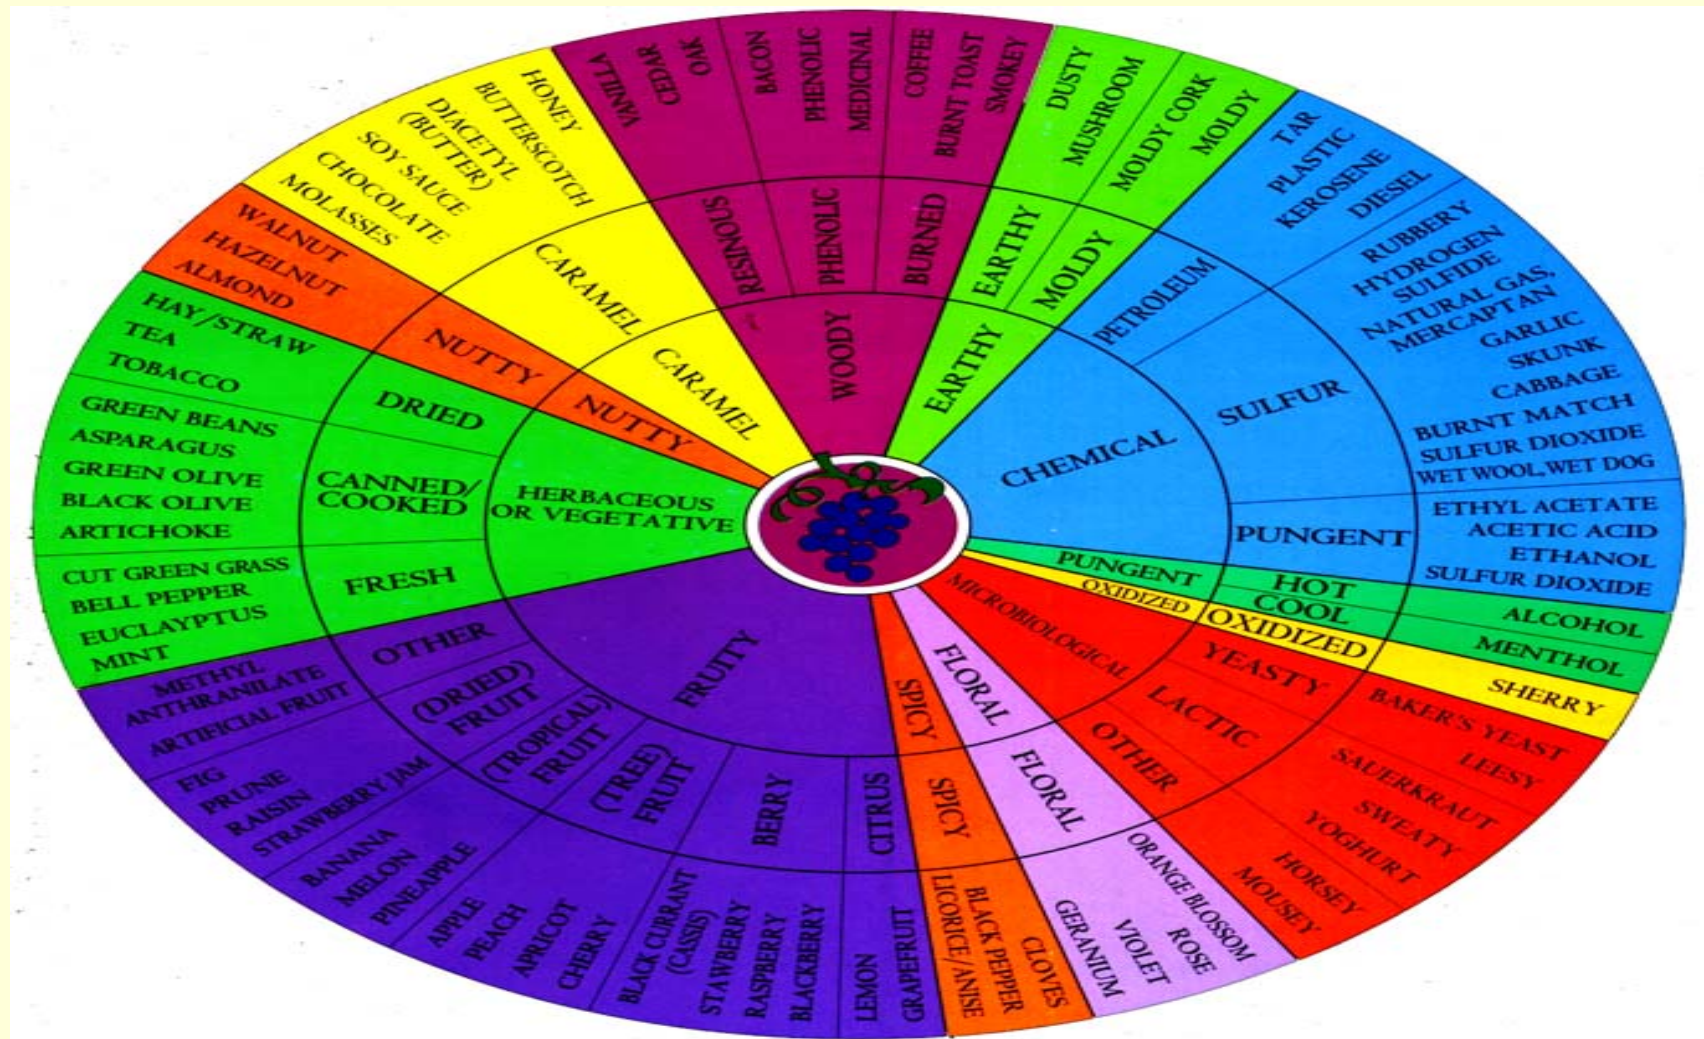 WOODY
RESINOUS
VANILLA
CEDAR
OAK
PHENOLIC
BACON
PHENOLIC
MEDICINAL
BURNED
COFFEE
BURNT TOAST
SMOKEY
EARTHY
EARTHY
DUSTY
MUSHROOM
MOLDY
MOLDY CORK
MOLDY
CHEMICAL
PETROLEUM
TAR
PLASTIC
KEROSENE
DIESEL
SULFUR
RUBBERY
HYDROGEN
SULFIDE
NATURAL GAS,
MERCAPTAN
GARLIC
SKUNK
CABBAGE
BURNT MATCH
SULFUR DIOXIDE
WET WOOL, WET DOG
PUNGENT
ETHYL ACETATE
ACETIC ACID
ETHANOL
SULFUR DIOXIDE
PUNGENT
HOT
ALCOHOL
COOL
MENTHOL
OXIDIZED
OXIDIZED
SHERRY
MICROBIOLOGICAL
YEASTY
BAKER'S YEAST
LEESY
LACTIC
SAUERKRAUT
SWEATY
YOGHURT
OTHER
HORSEY
MOUSEY
FLORAL
FLORAL
ORANGE BLOSSOM
ROSE
VIOLET
GERANIUM
SPICY
SPICY
CLOVES
BLACK PEPPER
LICORICE/ANISE
FRUITY
CITRUS
GRAPEFRUIT
LEMON
BERRY
BLACKBERRY
RASPBERRY
STAWBERRY
BLACK CURRANT
(CASSIS)
(TREE)
FRUIT
CHERRY
APRICOT
PEACH
APPLE
(TROPICAL)
FRUIT
PINEAPPLE
MELON
BANANA
(DRIED)
FRUIT
STRAWBERRY JAM
RAISIN
PRUNE
FIG
OTHER
ARTIFICIAL FRUIT
METHYL
ANTHRANILATE
HERBACEOUS
OR VEGETATIVE
FRESH
CUT GREEN GRASS
BELL PEPPER
EUCLAYPTUS
MINT
CANNED/
COOKED
GREEN BEANS
ASPARAGUS
GREEN OLIVE
BLACK OLIVE
ARTICHOKE
DRIED
HAY/STRAW
TEA
TOBACCO
NUTTY
NUTTY
WALNUT
HAZELNUT
ALMOND
CARAMEL
CARAMEL
HONEY
BUTTERSCOTCH
DIACETYL
(BUTTER)
SOY SAUCE
CHOCOLATE
MOLASSES